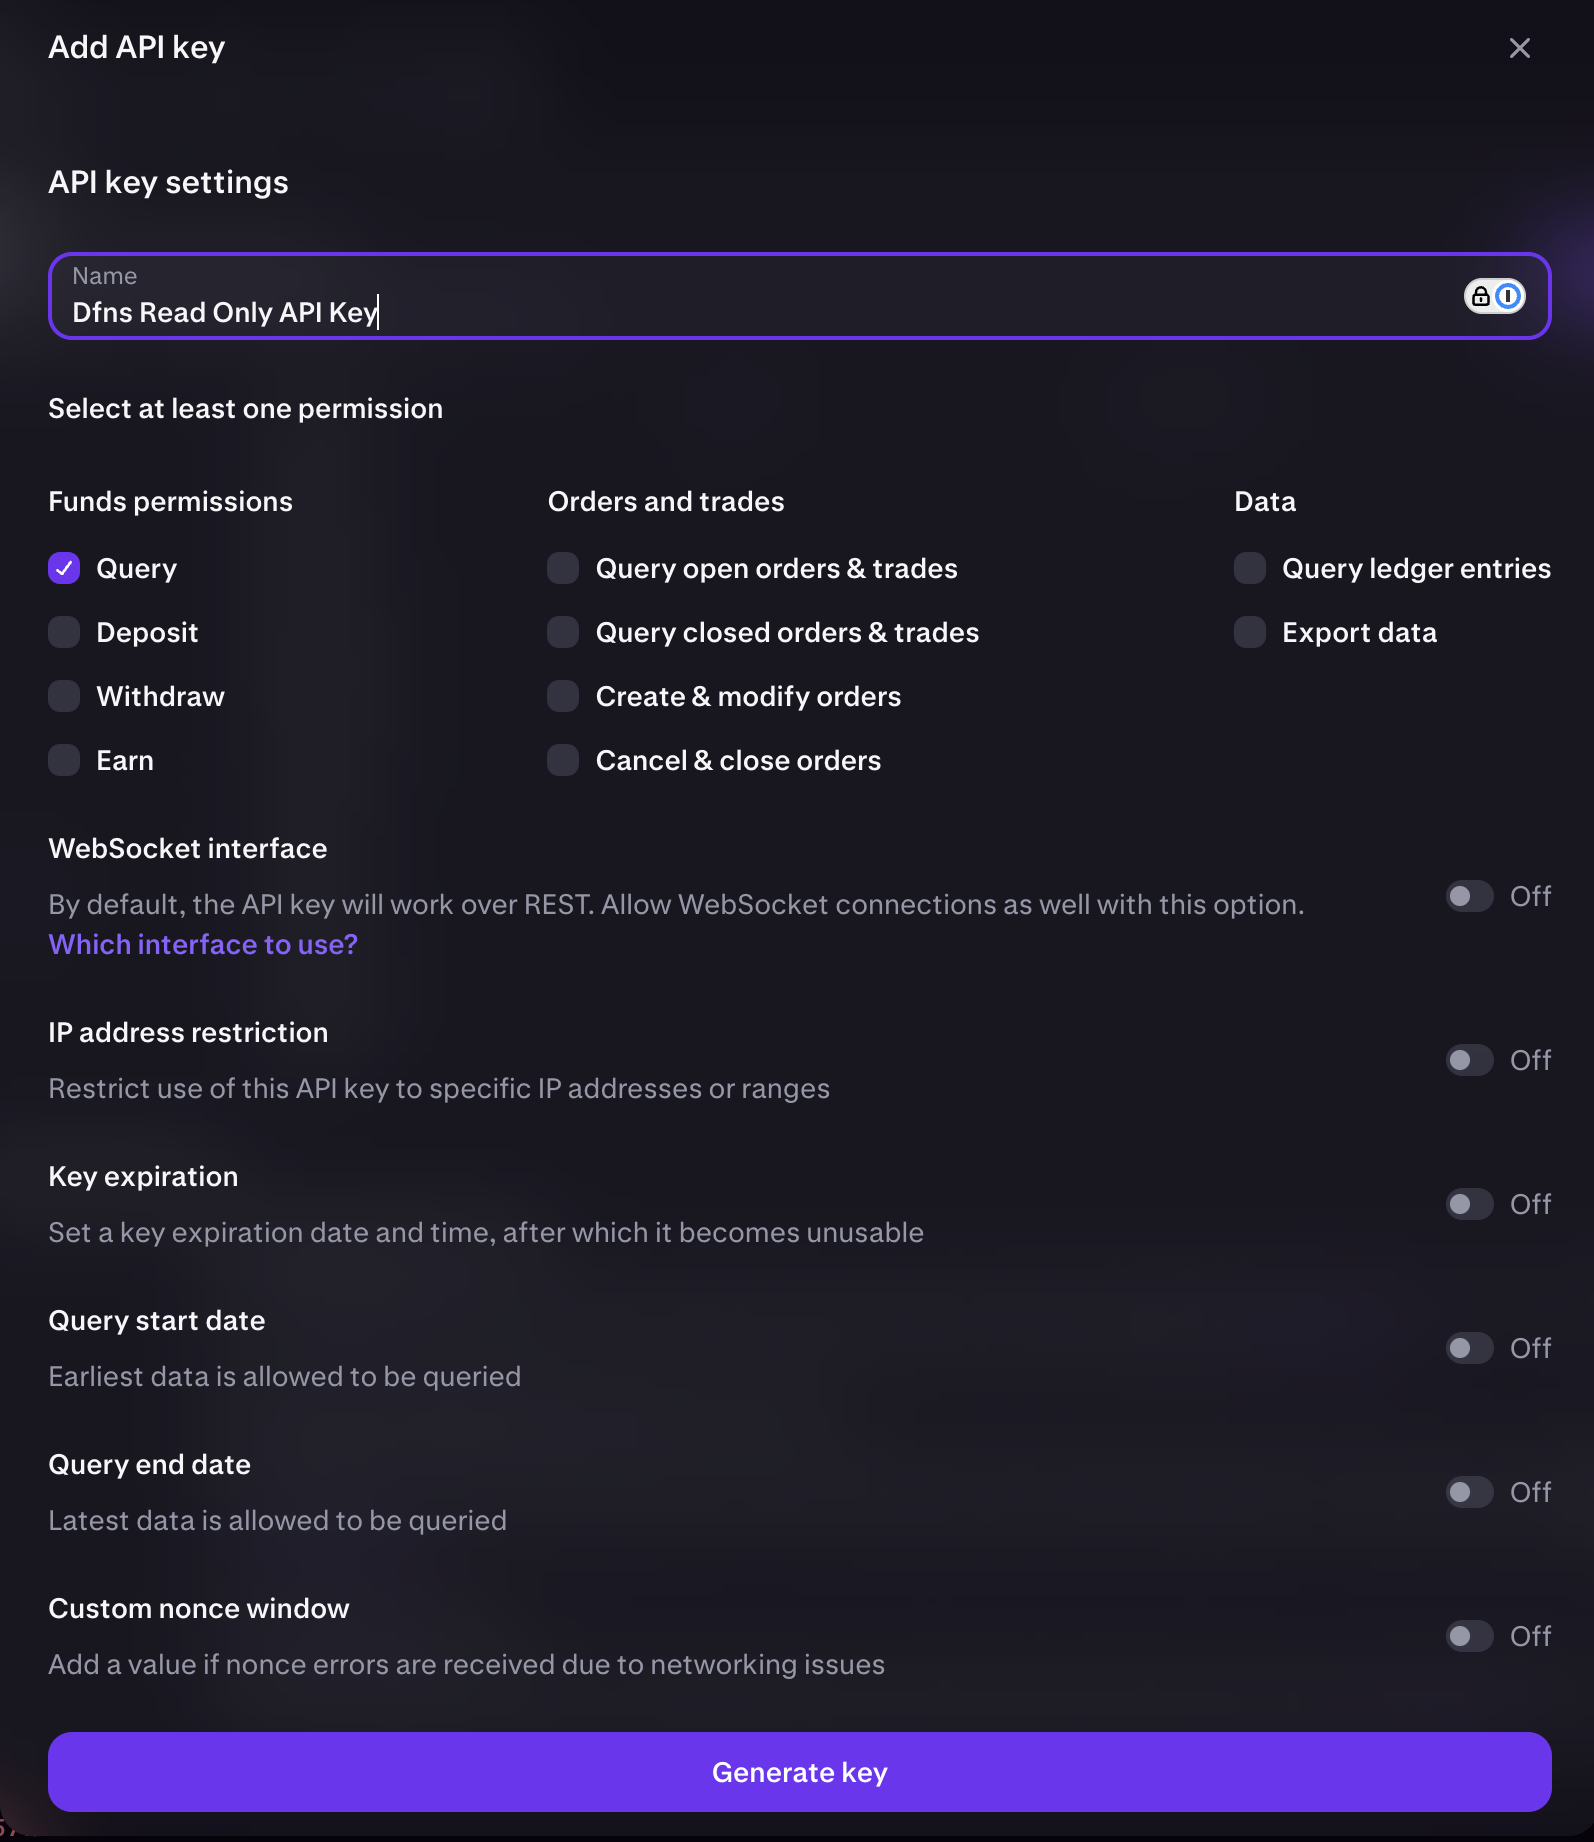 Add API key
API key settings
Name
Dfns Read Only API Key
Select at least one permission
Funds permissions
Query
Deposit
Withdraw
Earn
Orders and trades
Query open orders & trades
Query closed orders & trades
Create & modify orders
Cancel & close orders
Data
Query ledger entries
Export data
WebSocket interface
By default, the API key will work over REST. Allow WebSocket connections as well with this option.
Which interface to use?
Off
IP address restriction
Restrict use of this API key to specific IP addresses or ranges
Off
Key expiration
Set a key expiration date and time, after which it becomes unusable
Off
Query start date
Earliest data is allowed to be queried
Off
Query end date
Latest data is allowed to be queried
Off
Custom nonce window
Add a value if nonce errors are received due to networking issues
Off
Generate key